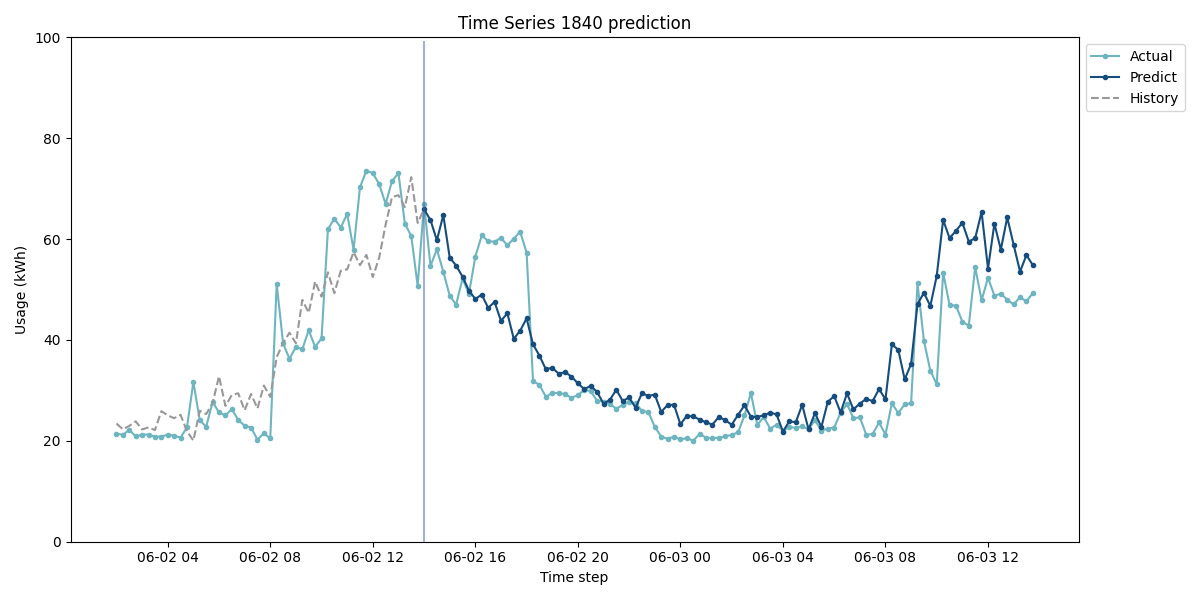 Time Series 1840 prediction
100
80
60
40
20
0
Usage (kWh)
06-02 04
06-02 08
06-02 12
06-02 16
06-02 20
06-03 00
06-03 04
06-03 08
06-03 12
Time step
Actual
Predict
History